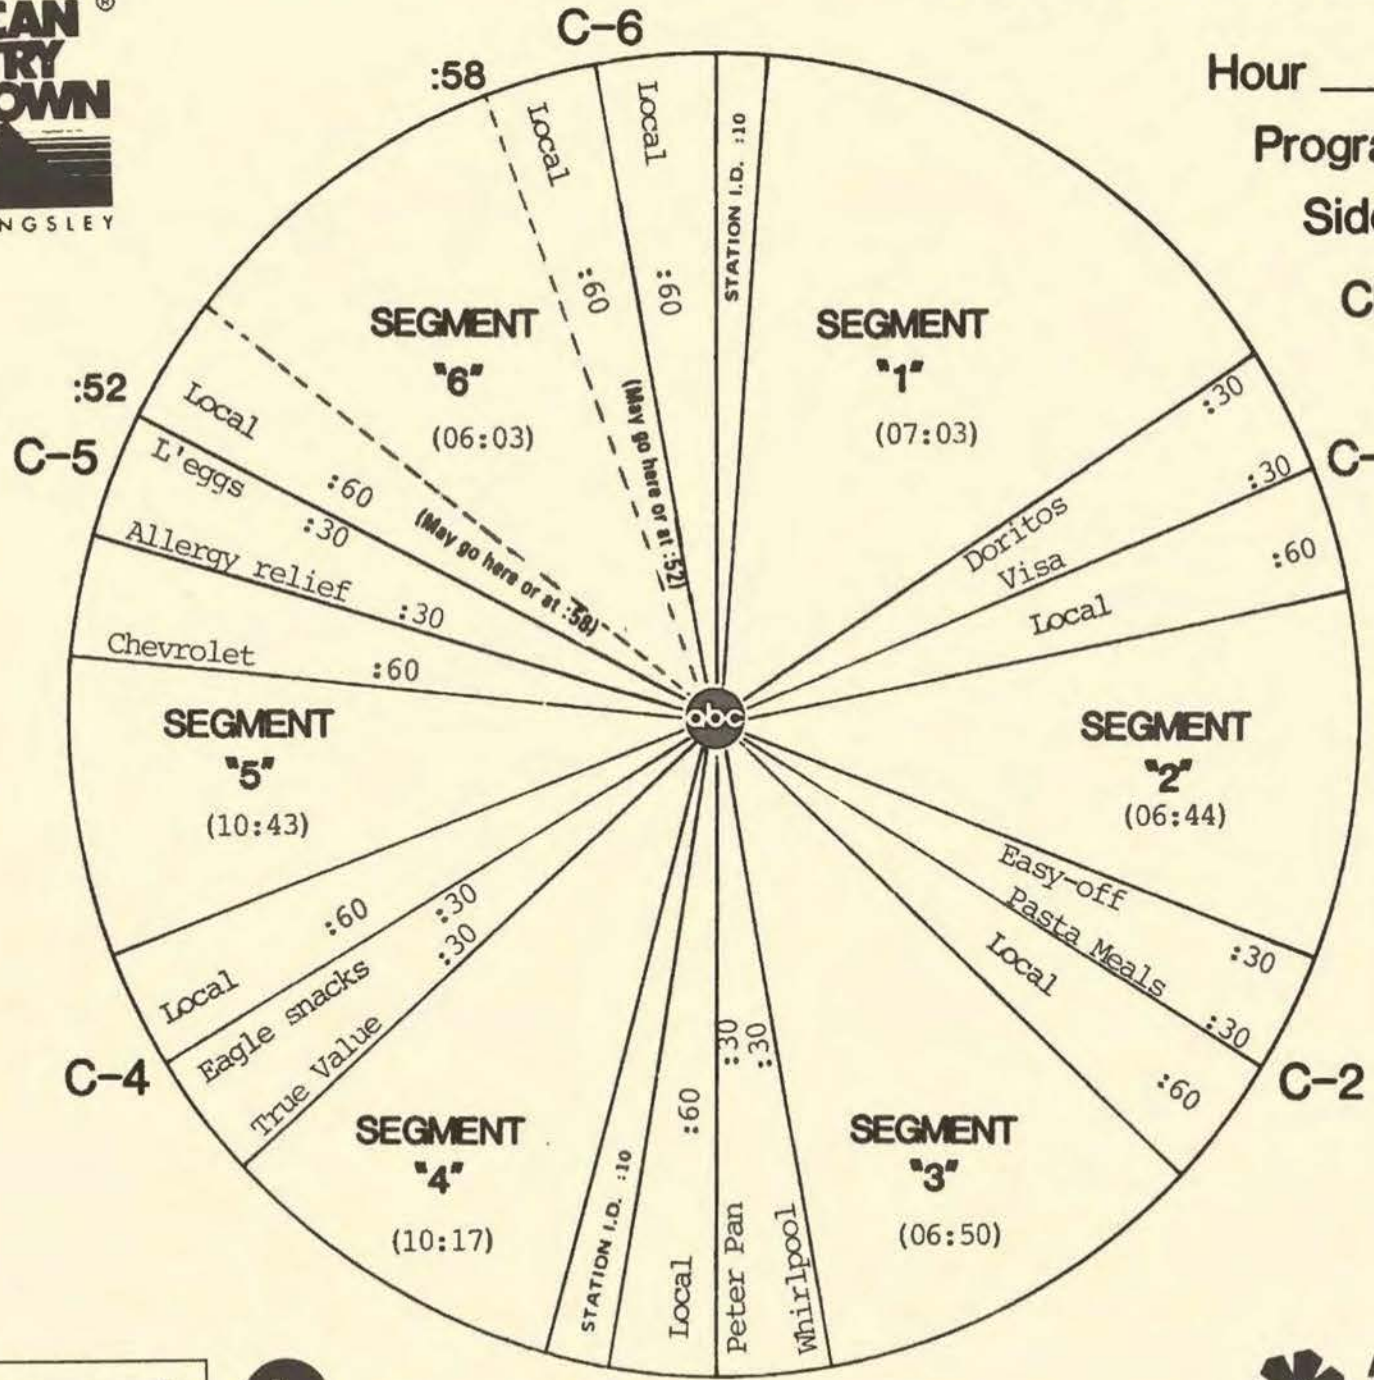 CAN ®
TRY
OWN
NGSLEY
Hour
Progra
Side
C
C-6
:58
Local
:60
(May go here or at :52)
Local
:60
STATION I.D. :10
SEGMENT
"1"
(07:03)
C-
Doritos :30
Visa :30
Local :60
SEGMENT
"2"
(06:44)
Easy-off :30
Pasta Meals :30
Local :60
C-2
SEGMENT
"3"
(06:50)
Whirlpool :30
Peter Pan :30
Local :60
STATION I.D. :10
SEGMENT
"4"
(10:17)
C-4
True Value :30
Eagle snacks :30
Local :60
SEGMENT
"5"
(10:43)
Chevrolet :60
Allergy relief :30
L'eggs :30
C-5
:52
Local :60
(May go here or at :58)
SEGMENT
"6"
(06:03)
abc